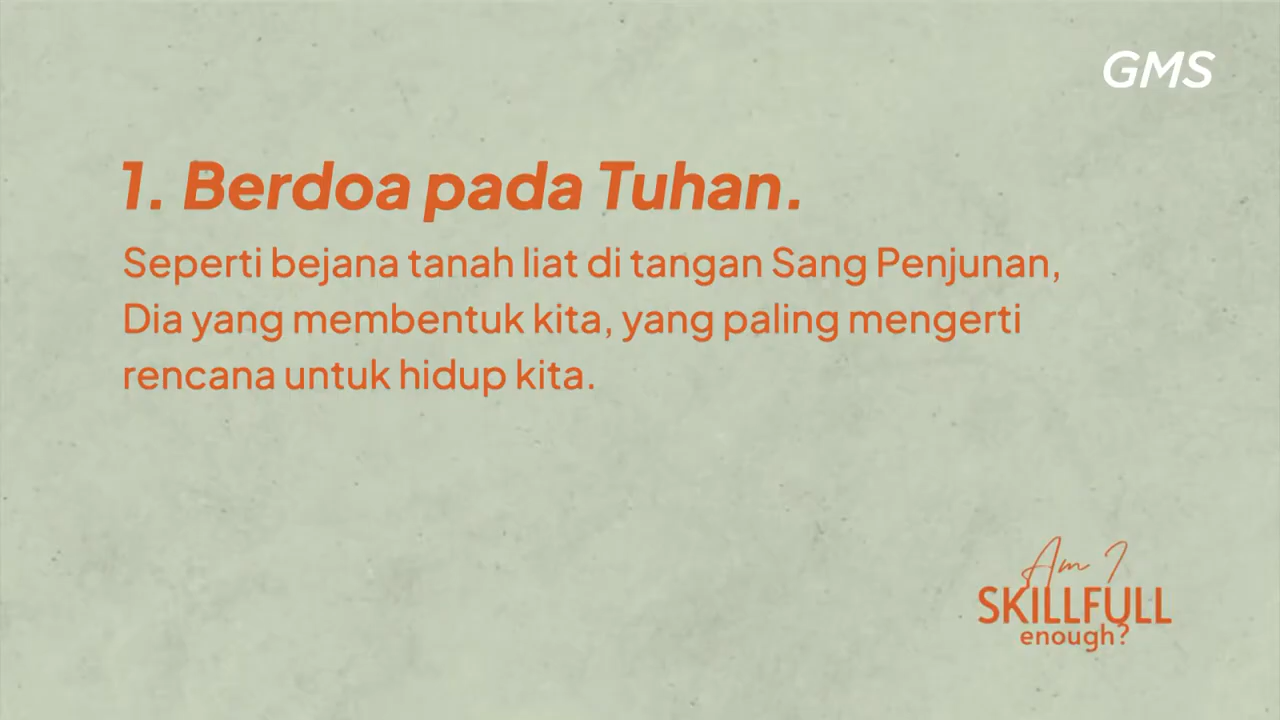 GMS
1. Berdoa pada Tuhan.
Seperti bejana tanah liat di tangan Sang Penjunan,
Dia yang membentuk kita, yang paling mengerti
rencana untuk hidup kita.
Am I
SKILLFULL
enough?